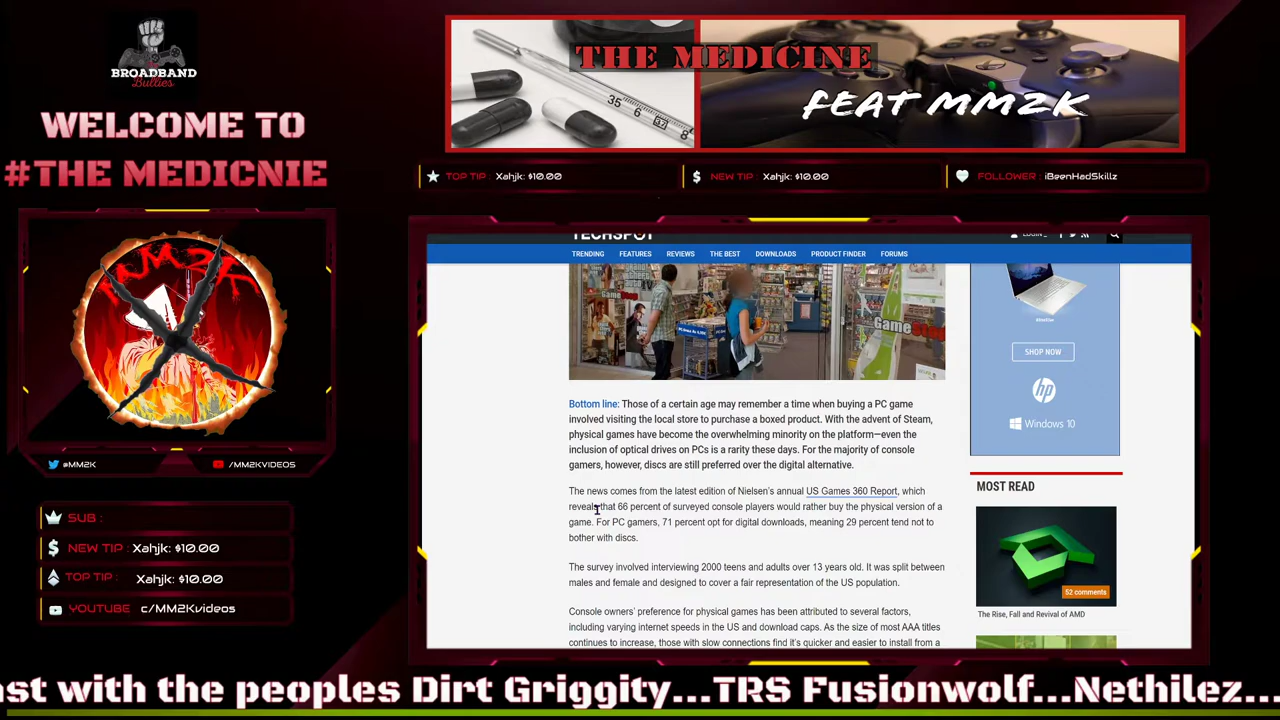 BROADBAND
Bullies
WELCOME TO
#THE MEDICNIE
MM2K
@MM2K
/MM2KVIDEOS
SUB :
NEW TIP : Xahjk: $10.00
TOP TIP : Xahjk: $10.00
YOUTUBE c/MM2Kvideos
THE MEDICINE
FEAT MM2K
35 6 37 8
TOP TIP : Xahjk: $10.00
NEW TIP : Xahjk: $10.00
FOLLOWER : iBeenHadSkillz
TECHSPOT
LOGIN
TRENDING FEATURES REVIEWS THE BEST DOWNLOADS PRODUCT FINDER FORUMS
GameStop
Bottom line: Those of a certain age may remember a time when buying a PC game
involved visiting the local store to purchase a boxed product. With the advent of Steam,
physical games have become the overwhelming minority on the platform—even the
inclusion of optical drives on PCs is a rarity these days. For the majority of console
gamers, however, discs are still preferred over the digital alternative.
The news comes from the latest edition of Nielsen's annual US Games 360 Report, which
reveals that 66 percent of surveyed console players would rather buy the physical version of a
game. For PC gamers, 71 percent opt for digital downloads, meaning 29 percent tend not to
bother with discs.
The survey involved interviewing 2000 teens and adults over 13 years old. It was split between
males and female and designed to cover a fair representation of the US population.
Console owners' preference for physical games has been attributed to several factors,
including varying internet speeds in the US and download caps. As the size of most AAA titles
continues to increase, those with slow connections find it's quicker and easier to install from a
SHOP NOW
hp
Windows 10
MOST READ
52 comments
The Rise, Fall and Revival of AMD
ast with the peoples Dirt Griggity...TRS Fusionwolf...Nethilez...